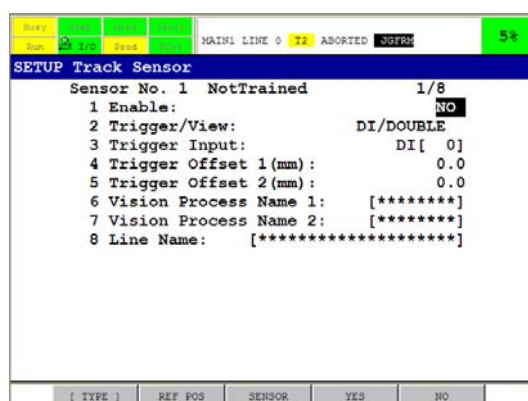 Busy
Run I/O Prod
MAIN1 LINE 0 T2 ABORTED JGFRM
5%
SETUP Track Sensor
Sensor No. 1 NotTrained 1/8
1 Enable: NO
2 Trigger/View: DI/DOUBLE
3 Trigger Input: DI[ 0]
4 Trigger Offset 1(mm): 0.0
5 Trigger Offset 2(mm): 0.0
6 Vision Process Name 1: [********]
7 Vision Process Name 2: [********]
8 Line Name: [********************]
[ TYPE ] REF POS SENSOR YES NO